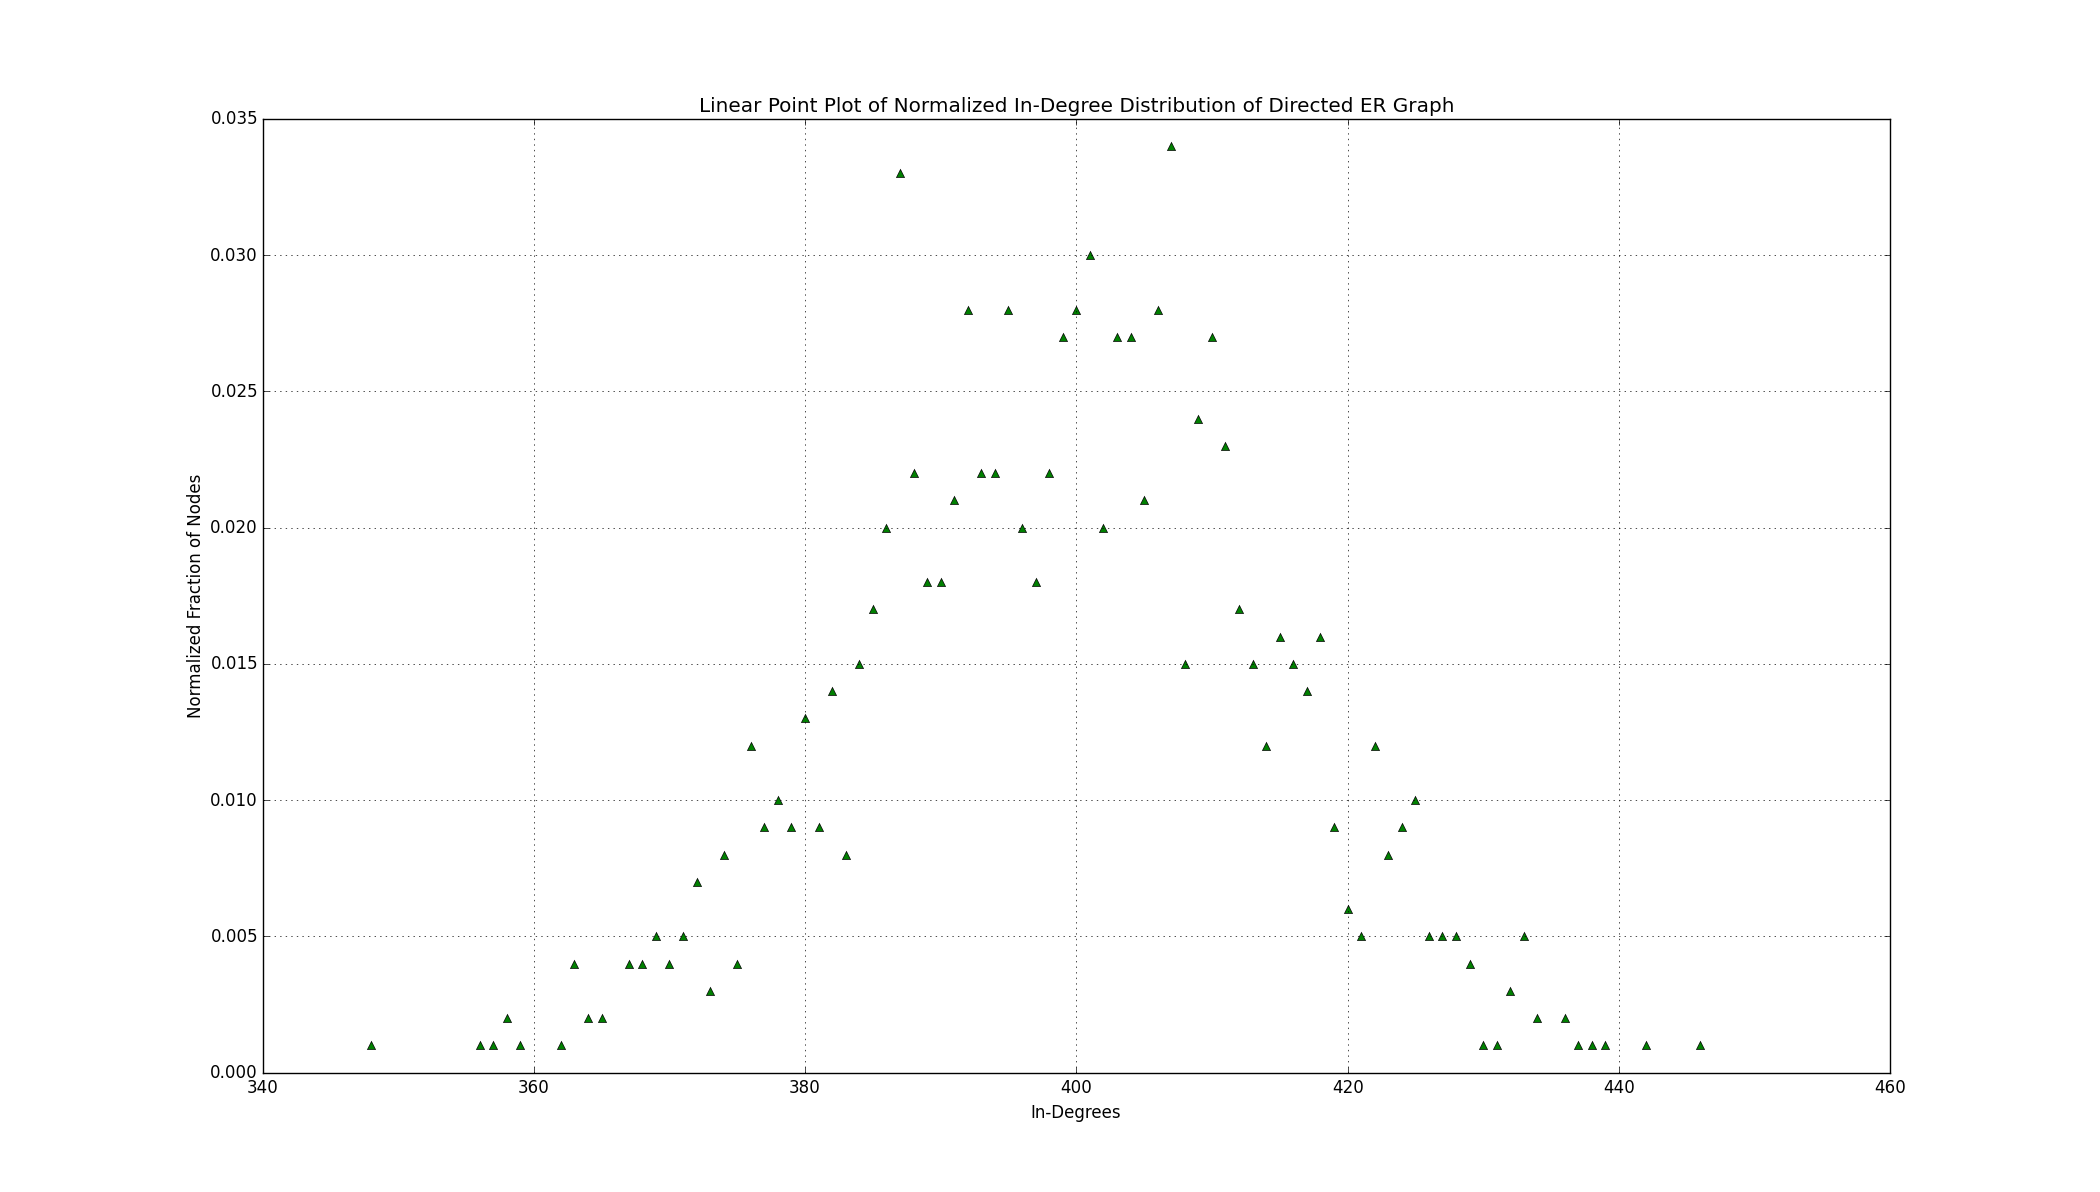 Linear Point Plot of Normalized In-Degree Distribution of Directed ER Graph
0.035
0.030
0.025
0.020
0.015
0.010
0.005
0.000
Normalized Fraction of Nodes
340 360 380 400 420 440 460
In-Degrees